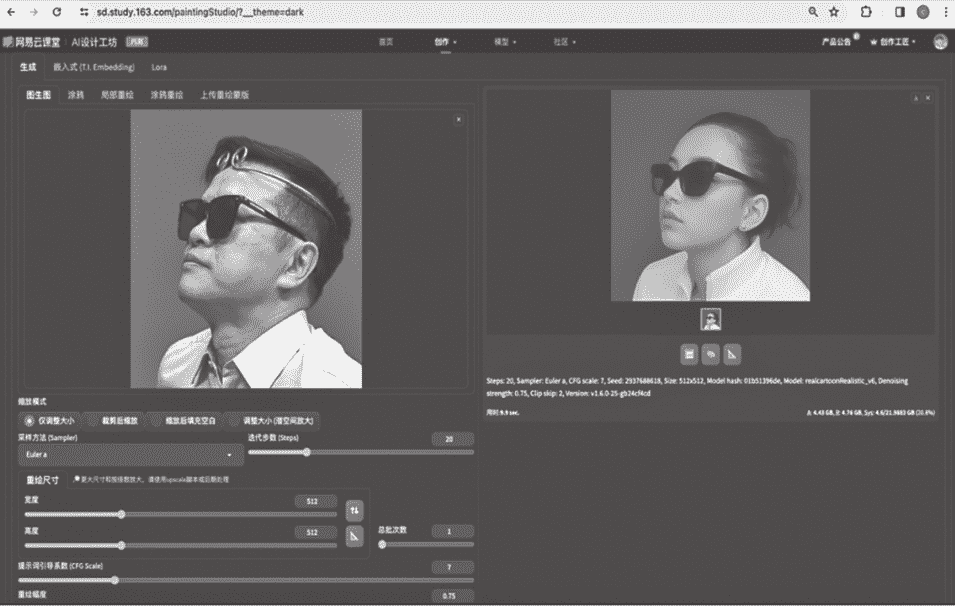 sd.study.163.com/paintingStudio/?__theme=dark
网易云课堂 AI设计工坊 内测 首页 创作 模型 社区 产品公告 创作工匠
生成 嵌入式 (T.I. Embedding) Lora
图生图 涂鸦 局部重绘 涂鸦重绘 上传重绘蒙版
缩放模式
仅调整大小 裁剪后缩放 缩放后填充空白 调整大小 (潜空间放大)
采样方法 (Sampler) 迭代步数 (Steps) 20
Euler a
重绘尺寸
宽度 512
高度 512 总批次数 1
提示词引导系数 (CFG Scale) 7
重绘幅度 0.75
Steps: 20, Sampler: Euler a, CFG scale: 7, Seed: 2937688618, Size: 512x512, Model hash: 01b51396de, Model: realcartoonRealistic_v6, Denoising
strength: 0.75, Clip skip: 2, Version: v1.6.0-25-gb24cf4cd
用时:9.9 sec.